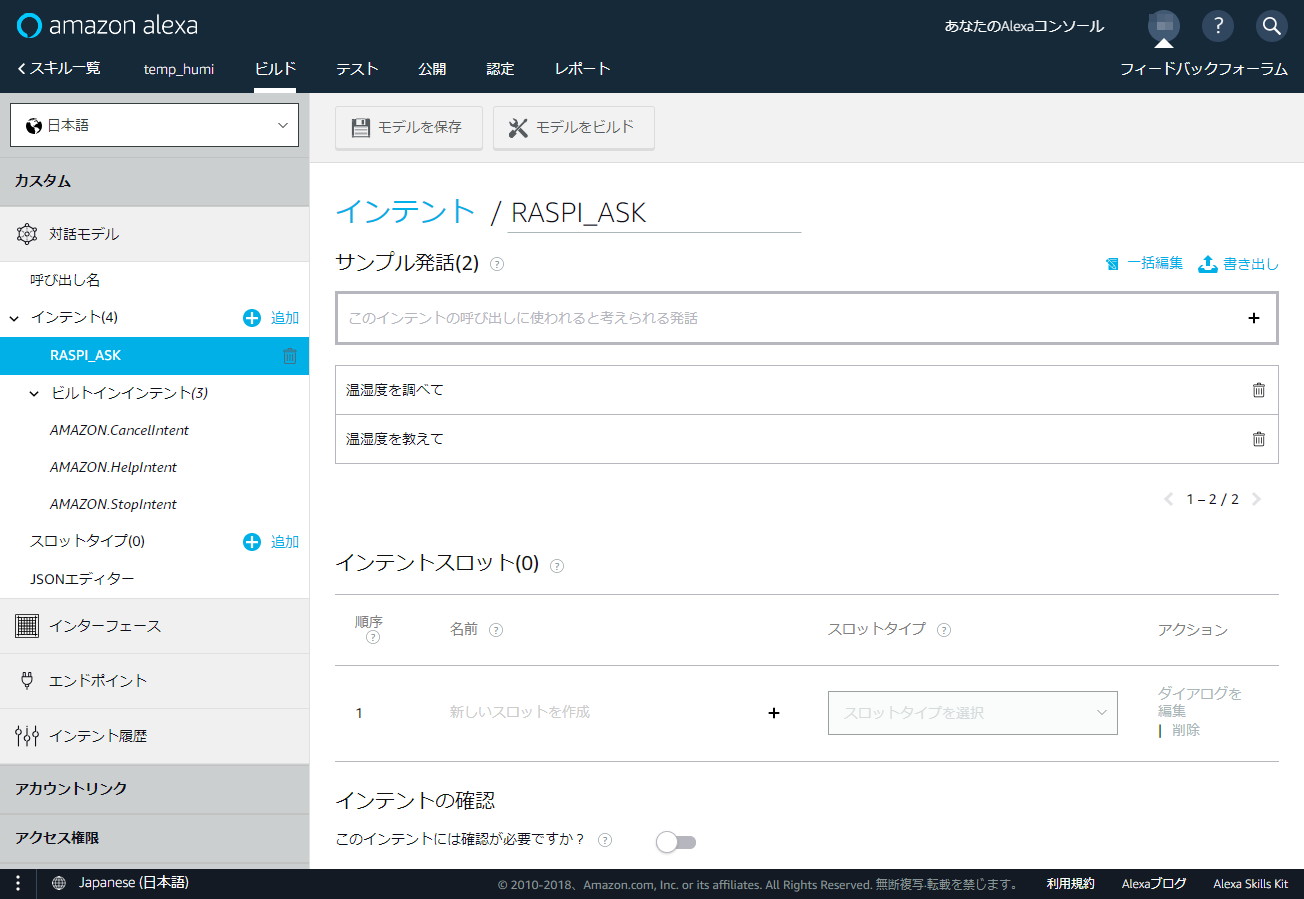 amazon alexa
あなたのAlexaコンソール
?
スキル一覧
temp_humi
ビルド
テスト
公開
認定
レポート
フィードバックフォーラム
日本語
モデルを保存
モデルをビルド
カスタム
対話モデル
呼び出し名
インテント(4)
追加
RASPI_ASK
ビルトインインテント(3)
AMAZON.CancelIntent
AMAZON.HelpIntent
AMAZON.StopIntent
スロットタイプ(0)
追加
JSONエディター
インターフェース
エンドポイント
インテント履歴
アカウントリンク
アクセス権限
インテント / RASPI_ASK
サンプル発話(2) ?
一括編集
書き出し
このインテントの呼び出しに使われると考えられる発話
温湿度を調べて
温湿度を教えて
1 – 2 / 2
インテントスロット(0) ?
順序 ?
名前 ?
スロットタイプ ?
アクション
1
新しいスロットを作成
スロットタイプを選択
ダイアログを
編集
| 削除
インテントの確認
このインテントには確認が必要ですか？ ?
Japanese (日本語)
© 2010-2018、Amazon.com, Inc. or its affiliates. All Rights Reserved. 無断複写·転載を禁じます。
利用規約
Alexaブログ
Alexa Skills Kit